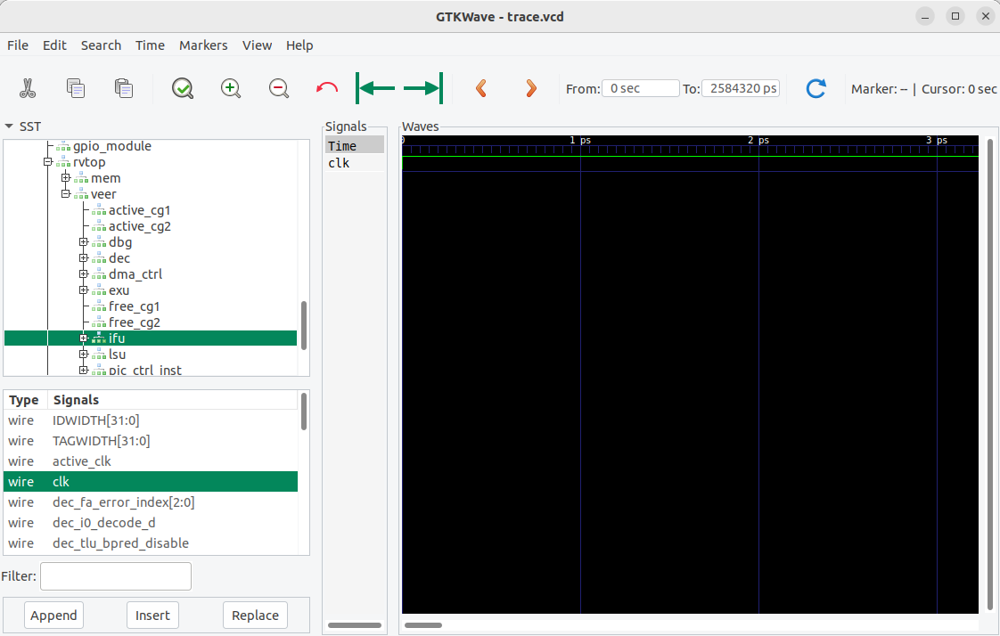 GTKWave - trace.vcd
File Edit Search Time Markers View Help
From: 0 sec To: 2584320 ps Marker: -- | Cursor: 0 sec
SST
gpio_module
rvtop
mem
veer
active_cg1
active_cg2
dbg
dec
dma_ctrl
exu
free_cg1
free_cg2
ifu
lsu
pic_ctrl_inst
Type Signals
wire IDWIDTH[31:0]
wire TAGWIDTH[31:0]
wire active_clk
wire clk
wire dec_fa_error_index[2:0]
wire dec_i0_decode_d
wire dec_tlu_bpred_disable
Filter:
Append Insert Replace
Signals
Time
clk
Waves
0 1 ps 2 ps 3 ps